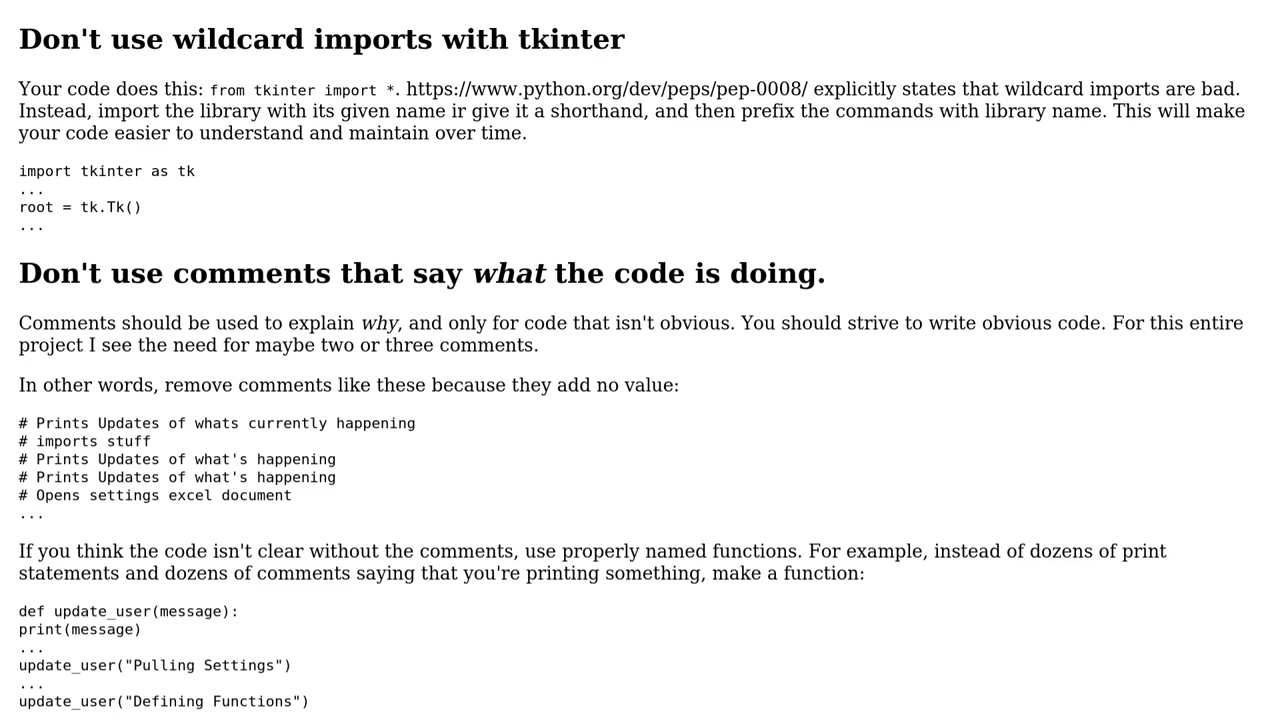 Don't use wildcard imports with tkinter
Your code does this: from tkinter import *. https://www.python.org/dev/peps/pep-0008/ explicitly states that wildcard imports are bad.
Instead, import the library with its given name ir give it a shorthand, and then prefix the commands with library name. This will make
your code easier to understand and maintain over time.
import tkinter as tk
...
root = tk.Tk()
...
Don't use comments that say what the code is doing.
Comments should be used to explain why, and only for code that isn't obvious. You should strive to write obvious code. For this entire
project I see the need for maybe two or three comments.
In other words, remove comments like these because they add no value:
# Prints Updates of whats currently happening
# imports stuff
# Prints Updates of what's happening
# Prints Updates of what's happening
# Opens settings excel document
...
If you think the code isn't clear without the comments, use properly named functions. For example, instead of dozens of print
statements and dozens of comments saying that you're printing something, make a function:
def update_user(message):
print(message)
...
update_user("Pulling Settings")
...
update_user("Defining Functions")